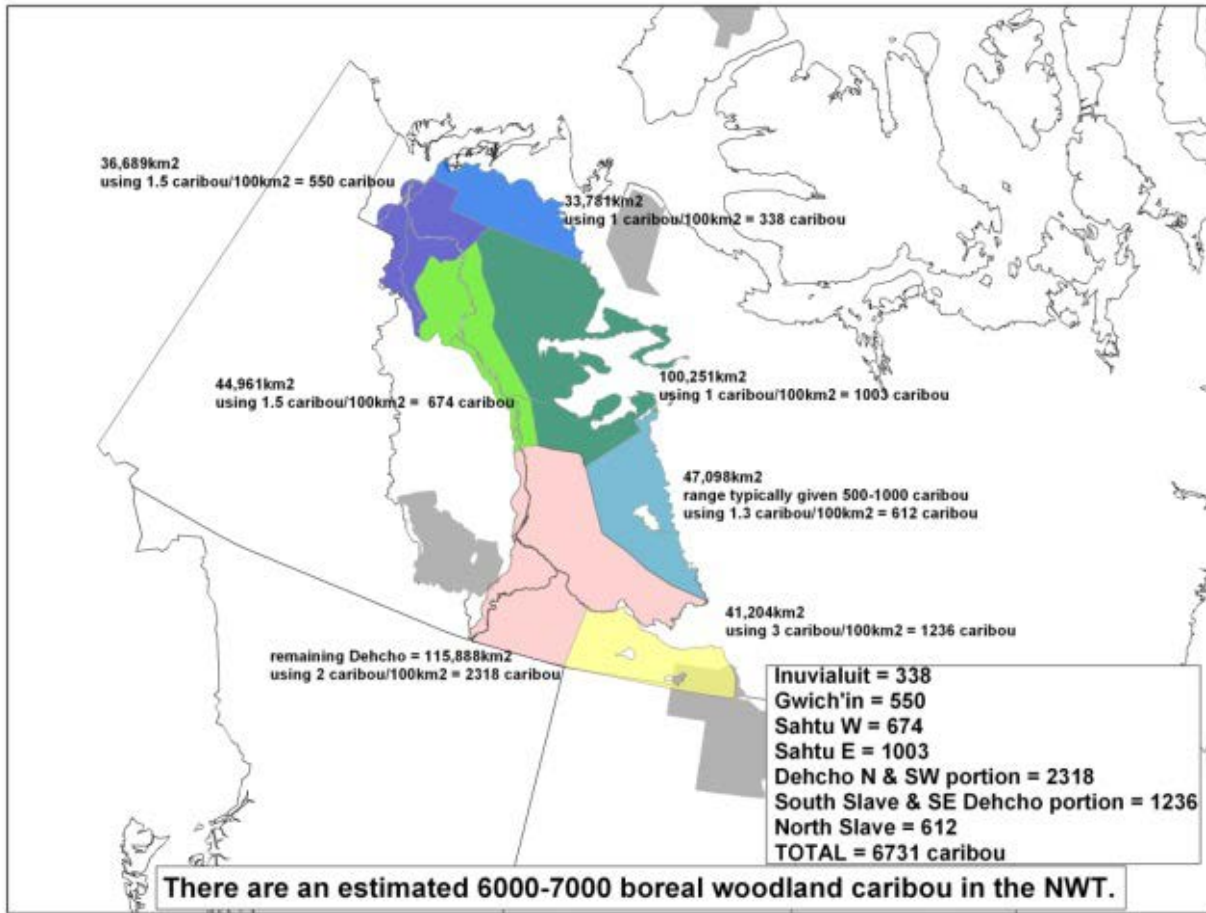 36,689km2
using 1.5 caribou/100km2 = 550 caribou
33,781km2
using 1 caribou/100km2 = 338 caribou
44,961km2
using 1.5 caribou/100km2 = 674 caribou
100,251km2
using 1 caribou/100km2 = 1003 caribou
47,098km2
range typically given 500-1000 caribou
using 1.3 caribou/100km2 = 612 caribou
41,204km2
using 3 caribou/100km2 = 1236 caribou
remaining Dehcho = 115,888km2
using 2 caribou/100km2 = 2318 caribou
Inuvialuit = 338
Gwich'in = 550
Sahtu W = 674
Sahtu E = 1003
Dehcho N & SW portion = 2318
South Slave & SE Dehcho portion = 1236
North Slave = 612
TOTAL = 6731 caribou
There are an estimated 6000-7000 boreal woodland caribou in the NWT.